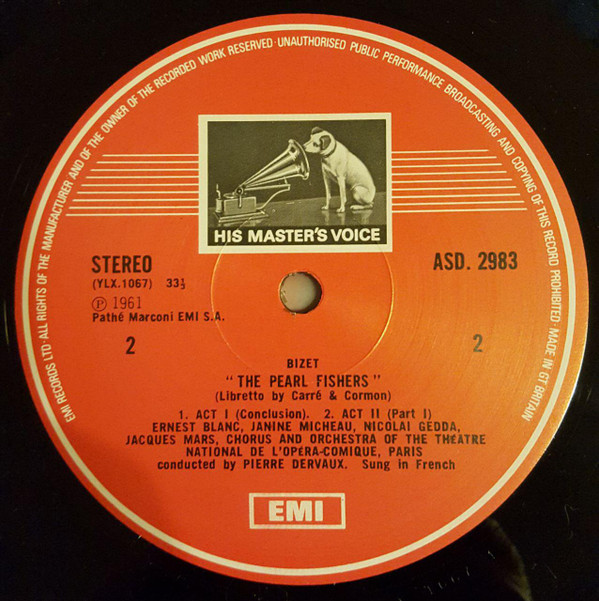 EMI RECORDS LTD·ALL RIGHTS OF THE MANUFACTURER AND OF THE OWNER OF THE RECORDED WORK RESERVED·UNAUTHORISED PUBLIC PERFORMANCE BROADCASTING AND COPYING OF THIS RECORD PROHIBITED·MADE IN GT BRITAIN
HIS MASTER'S VOICE
STEREO
ASD. 2983
(YLX.1067) 33⅓
Ⓟ 1961
Pathé Marconi EMI S.A.
2
2
BIZET
"THE PEARL FISHERS"
(Libretto by Carré & Cormon)
1. ACT I (Conclusion). 2. ACT II (Part I)
ERNEST BLANC, JANINE MICHEAU, NICOLAI GEDDA,
JACQUES MARS, CHORUS AND ORCHESTRA OF THE THÉATRE
NATIONAL DE L'OPÉRA-COMIQUE, PARIS
conducted by PIERRE DERVAUX. Sung in French
EMI